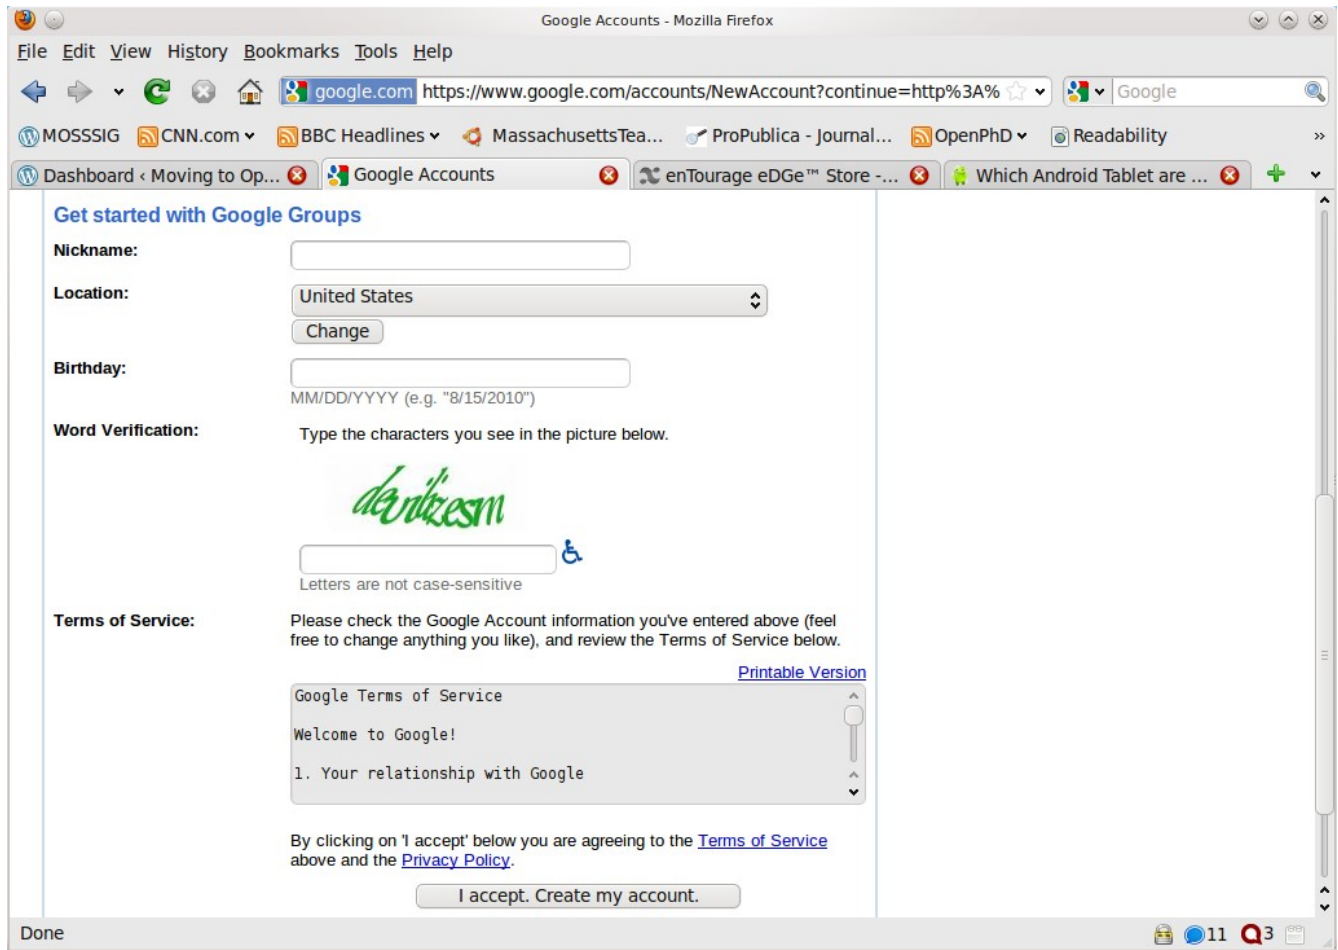 Google Accounts - Mozilla Firefox
File Edit View History Bookmarks Tools Help
google.com https://www.google.com/accounts/NewAccount?continue=http%3A% Google
MOSSSIG CNN.com BBC Headlines MassachusettsTea... ProPublica - Journal... OpenPhD Readability »
Dashboard ‹ Moving to Op... Google Accounts enTourage eDGe™ Store -... Which Android Tablet are ...
Get started with Google Groups
Nickname:
Location: United States
Change
Birthday:
MM/DD/YYYY (e.g. "8/15/2010")
Word Verification: Type the characters you see in the picture below.
Letters are not case-sensitive
Terms of Service: Please check the Google Account information you've entered above (feel
free to change anything you like), and review the Terms of Service below.
Printable Version
Google Terms of Service
Welcome to Google!
1. Your relationship with Google
By clicking on 'I accept' below you are agreeing to the Terms of Service
above and the Privacy Policy.
I accept. Create my account.
Done 11 3